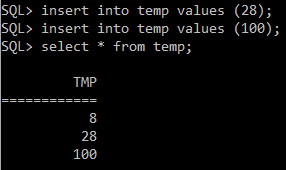 SQL> insert into temp values (28);
SQL> insert into temp values (100);
SQL> select * from temp;
TMP
============
8
28
100